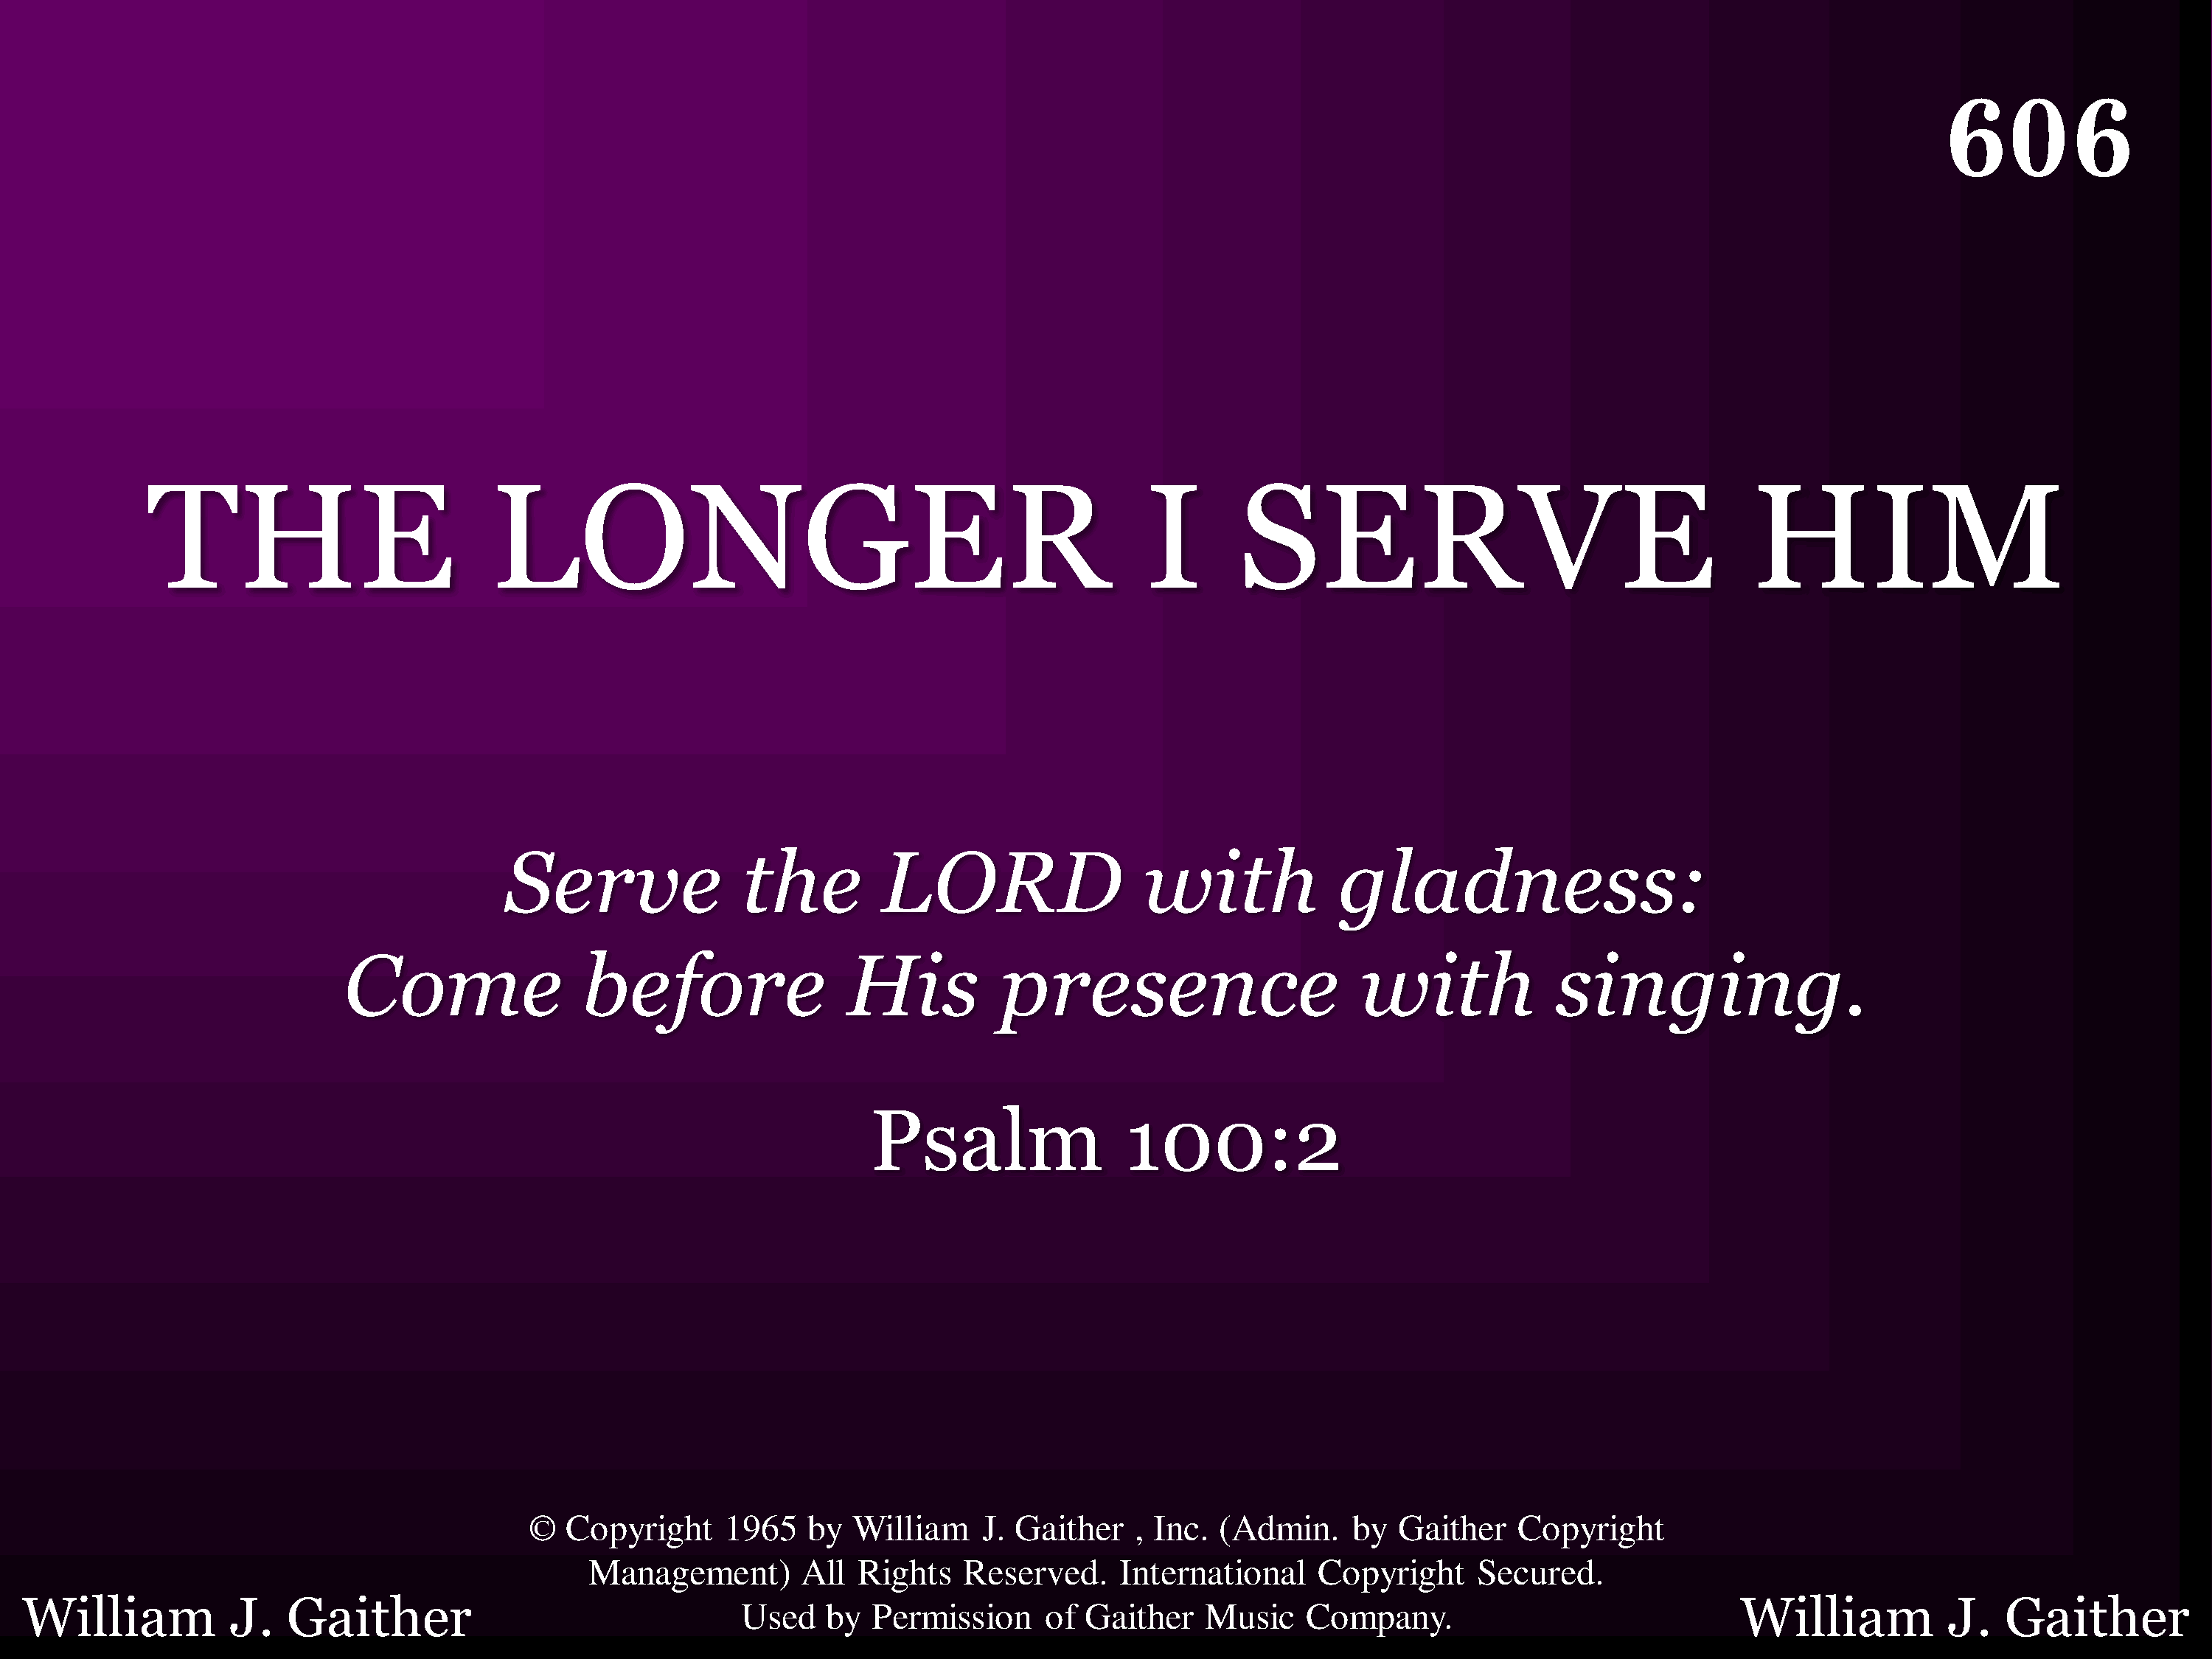 606
THE LONGER I SERVE HIM
Serve the LORD with gladness:
Come before His presence with singing.
Psalm 100:2
© Copyright 1965 by William J. Gaither , Inc. (Admin. by Gaither Copyright
Management) All Rights Reserved. International Copyright Secured.
Used by Permission of Gaither Music Company.
William J. Gaither
William J. Gaither